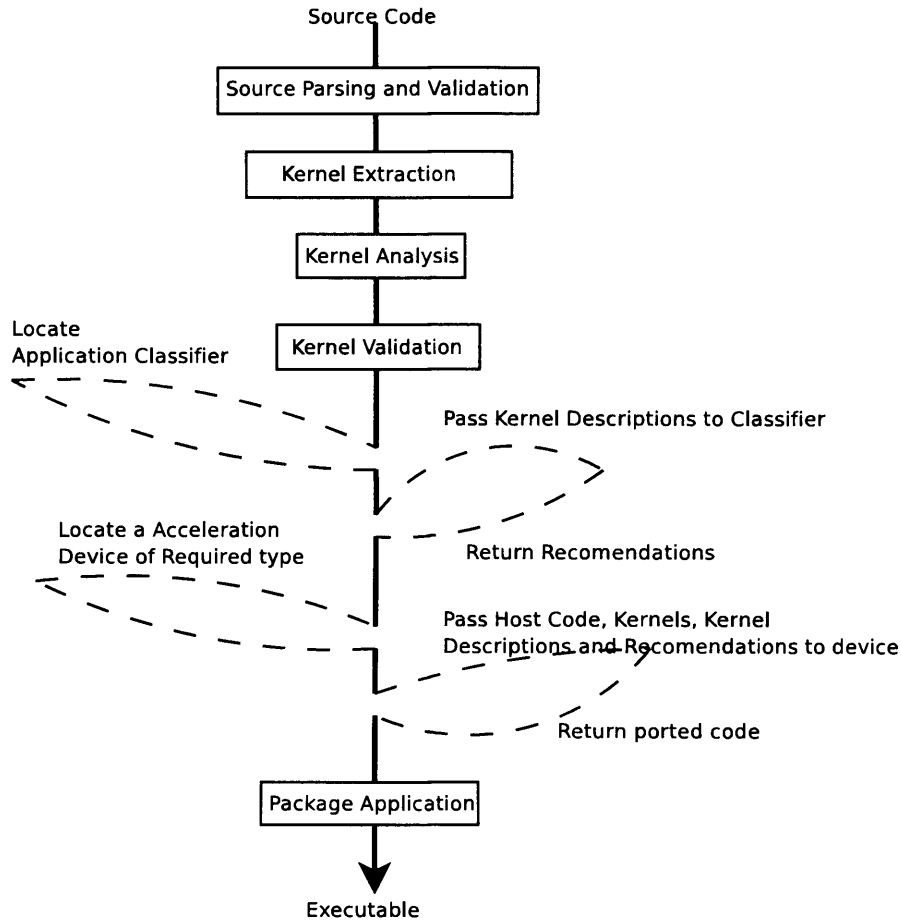 Source Code
Source Parsing and Validation
Kernel Extraction
Kernel Analysis
Kernel Validation
Locate
Application Classifier
Pass Kernel Descriptions to Classifier
Return Recomendations
Locate a Acceleration
Device of Required type
Pass Host Code, Kernels, Kernel
Descriptions and Recomendations to device
Return ported code
Package Application
Executable